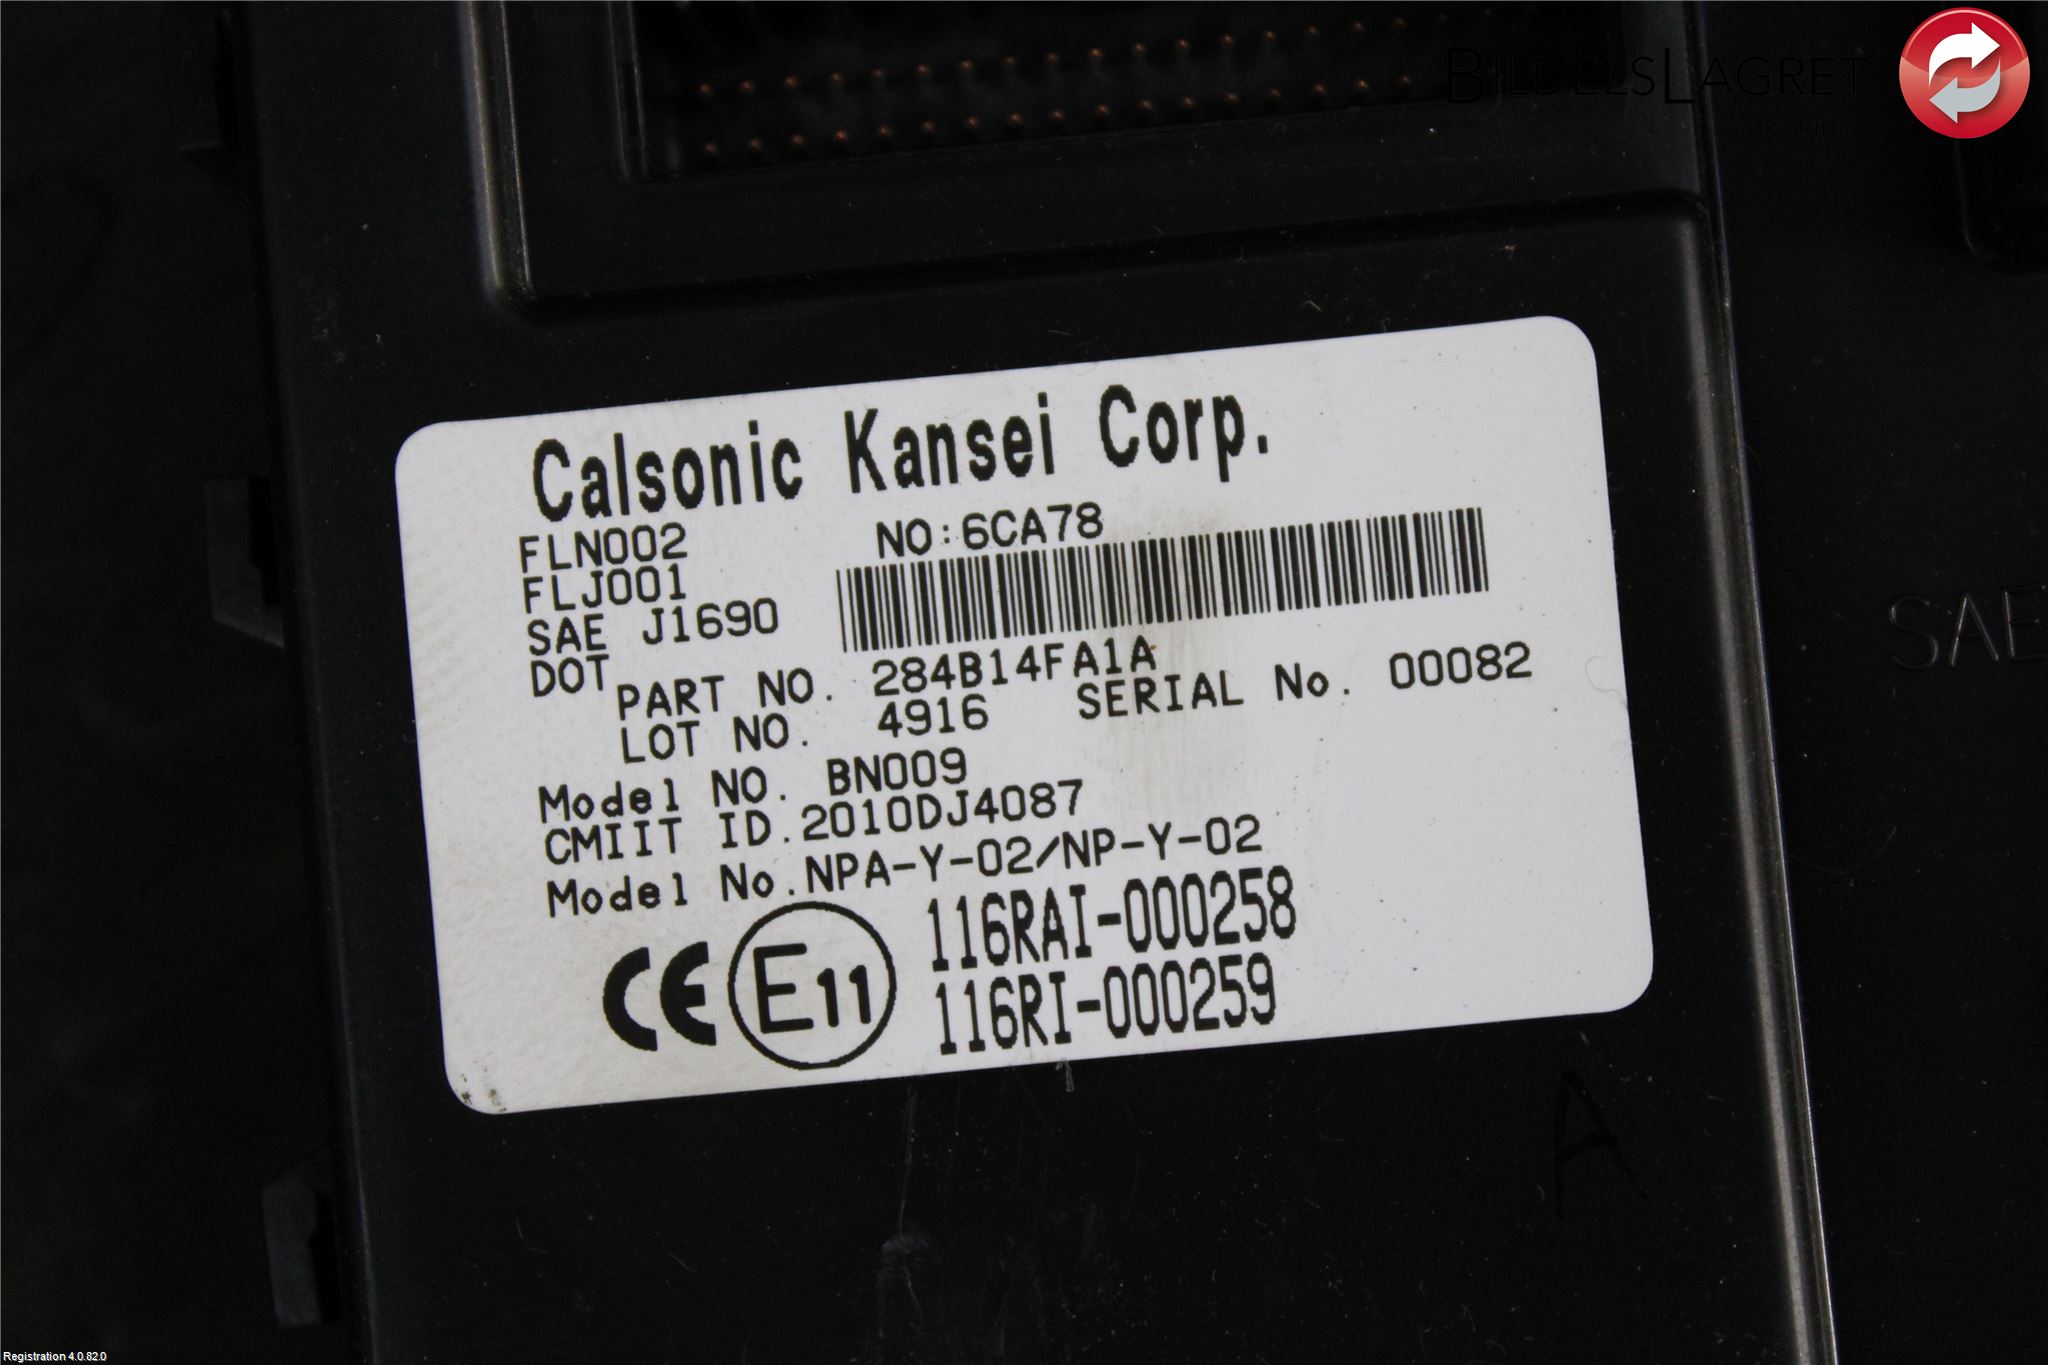 BILDELSLAGRET
LIDKÖPING
Calsonic Kansei Corp.
FLN002
NO:6CA78
FLJ001
SAE J1690
DOT
PART NO. 284B14FA1A
LOT NO. 4916 SERIAL No. 00082
Model NO. BN009
CMIIT ID.2010DJ4087
Model No.NPA-Y-02/NP-Y-02
CE E11 116RAI-000258
116RI-000259
SAE
A
Registration 4.0.82.0